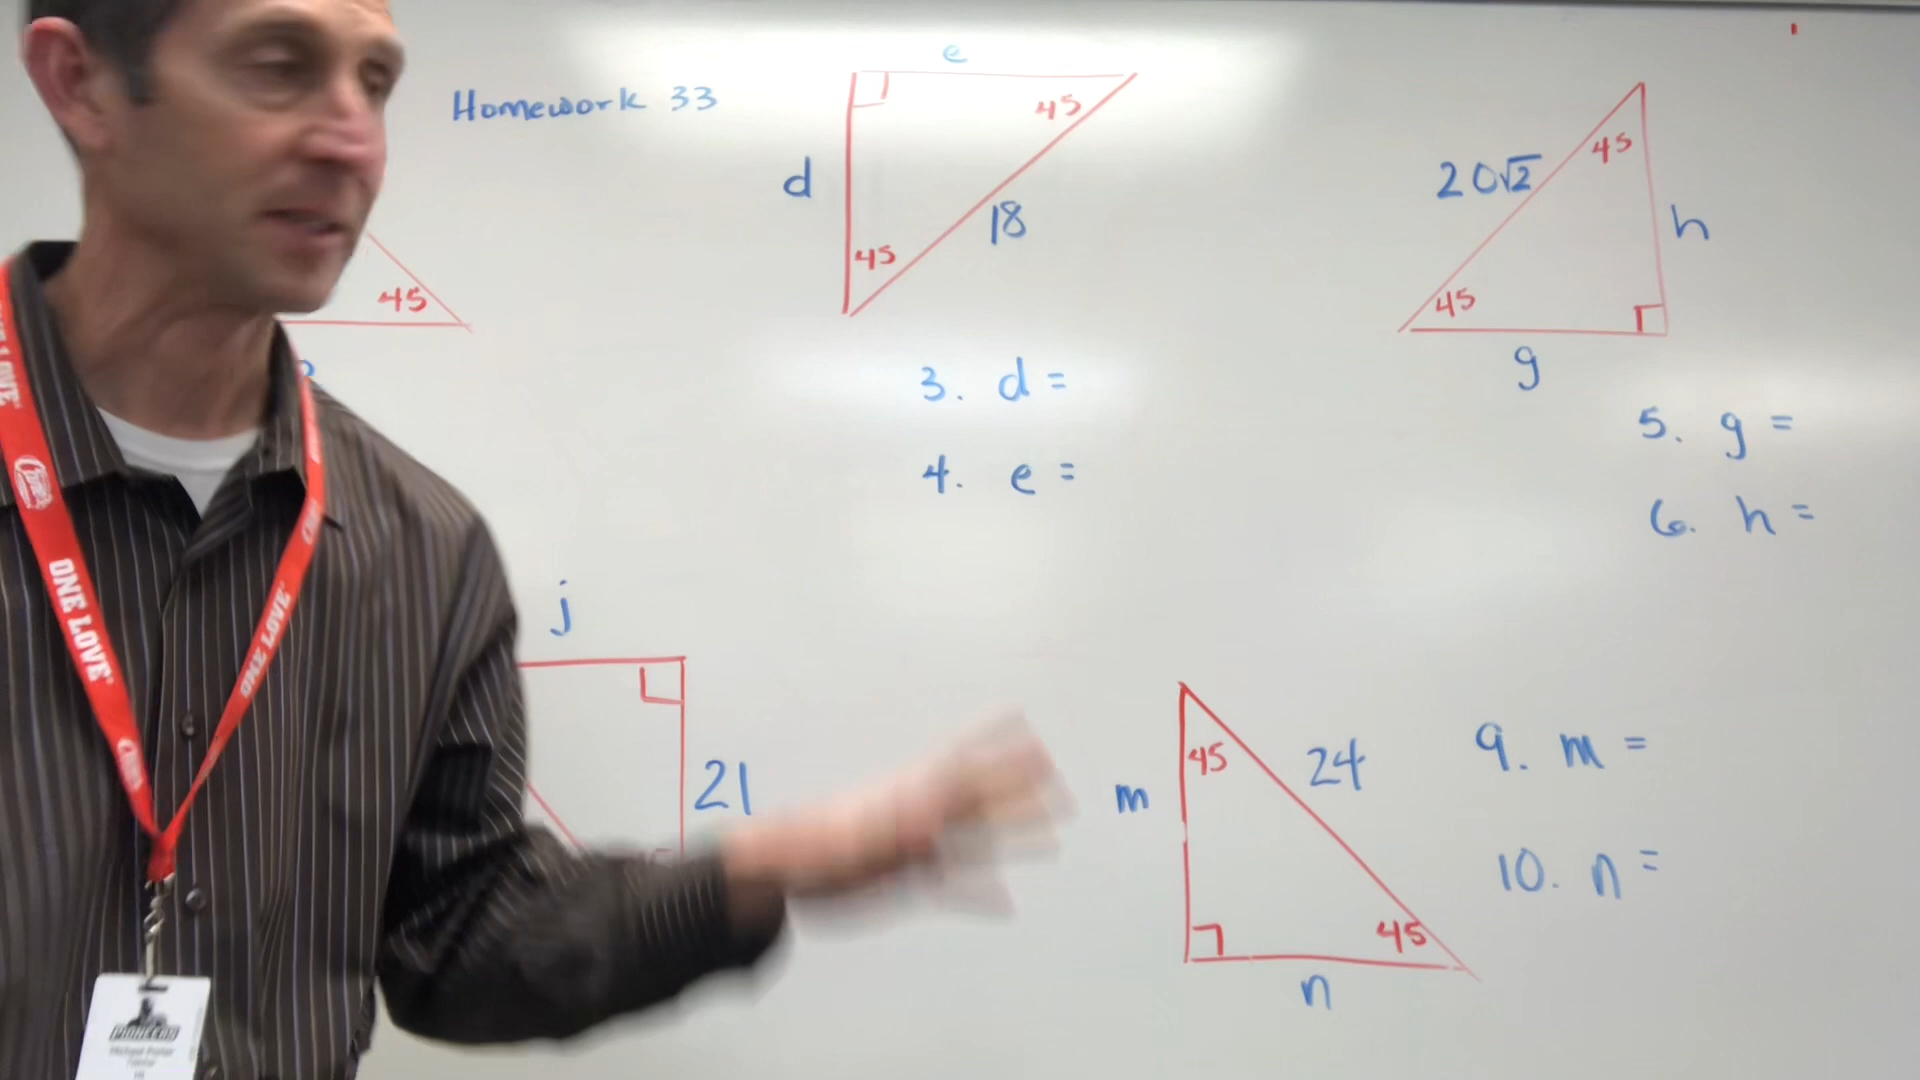 Homework 33
e
45
d
18
45
20√2
45
h
45
g
45
3. d =
4. e =
5. g =
6. h =
j
21
45
m
24
45
n
9. m =
10. n =
ONE LOVE
ONE LOVE
PIONEERS